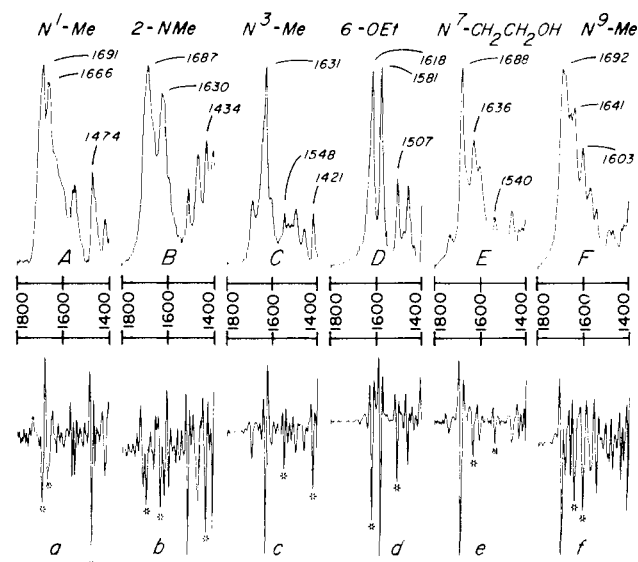 N¹-Me 2-NMe N³-Me 6-OEt N⁷-CH₂CH₂OH N⁹-Me
1691
1666
1474
A
1687
1630
1434
B
1631
1548
1421
C
1618
1581
1507
D
1688
1636
1540
E
1692
1641
1603
F
1800 1600 1400
1800 1600 1400
1800 1600 1400
1800 1600 1400
1800 1600 1400
1800 1600 1400
a b c d e f